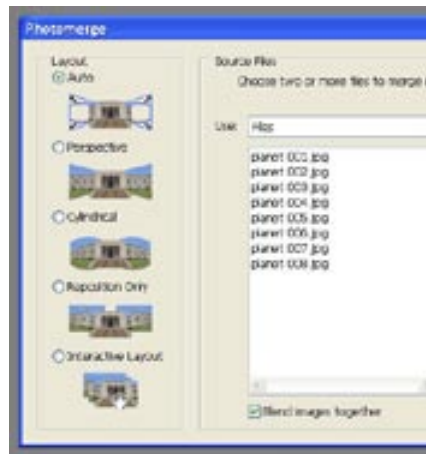 Photomerge
Layout
Auto
Perspective
Cylindrical
Reposition Only
Interactive Layout
Source Files
Choose two or more files to merge
Use: Files
planet 001.jpg
planet 002.jpg
planet 003.jpg
planet 004.jpg
planet 005.jpg
planet 006.jpg
planet 007.jpg
planet 008.jpg
Blend images together